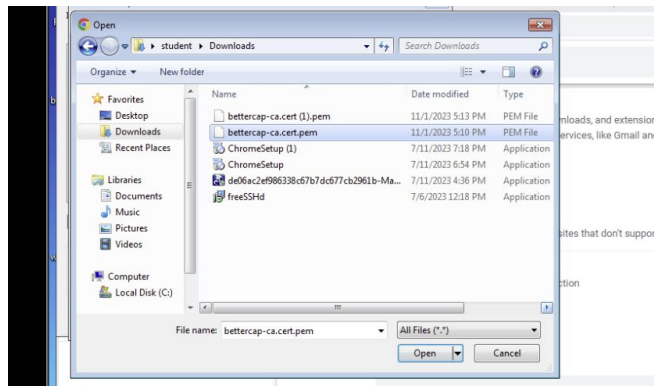 Open
student Downloads Search Downloads
Organize New folder
Name Date modified Type
Favorites
Desktop
Downloads
Recent Places
Libraries
Documents
Music
Pictures
Videos
Computer
Local Disk (C:)
bettercap-ca.cert (1).pem 11/1/2023 5:13 PM PEM File
bettercap-ca.cert.pem 11/1/2023 5:10 PM PEM File
ChromeSetup (1) 7/11/2023 7:18 PM Application
ChromeSetup 7/11/2023 6:54 PM Application
de06ac2ef986338c67b7dc677cb2961b-Ma... 7/11/2023 4:36 PM Application
freeSSHd 7/6/2023 12:18 PM Application
File name: bettercap-ca.cert.pem All Files (*.*)
Open Cancel
nloads, and extension
ervices, like Gmail an
sites that don't suppor
ction